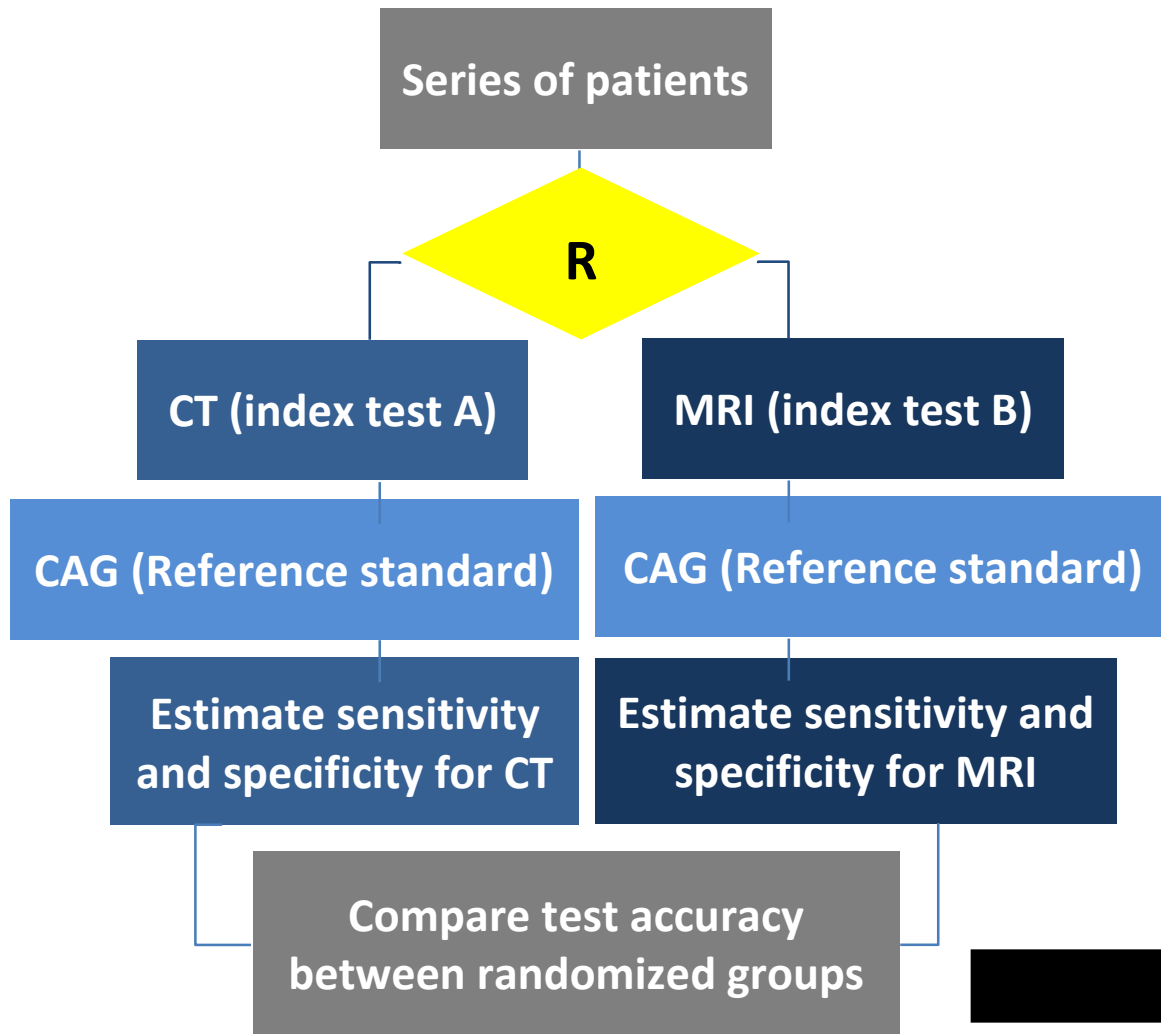 Series of patients
R
CT (index test A)
MRI (index test B)
CAG (Reference standard)
CAG (Reference standard)
Estimate sensitivity
and specificity for CT
Estimate sensitivity and
specificity for MRI
Compare test accuracy
between randomized groups